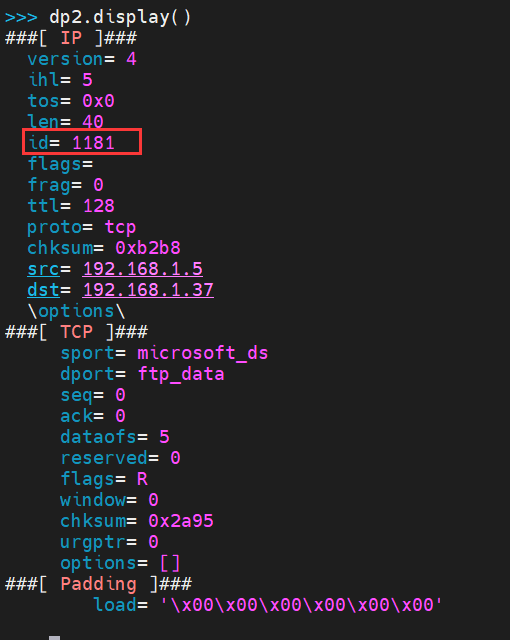 >>> dp2.display()
###[ IP ]###
  version= 4
  ihl= 5
  tos= 0x0
  len= 40
  id= 1181
  flags=
  frag= 0
  ttl= 128
  proto= tcp
  chksum= 0xb2b8
  src= 192.168.1.5
  dst= 192.168.1.37
  \options\
###[ TCP ]###
     sport= microsoft_ds
     dport= ftp_data
     seq= 0
     ack= 0
     dataofs= 5
     reserved= 0
     flags= R
     window= 0
     chksum= 0x2a95
     urgptr= 0
     options= []
###[ Padding ]###
        load= '\x00\x00\x00\x00\x00\x00'